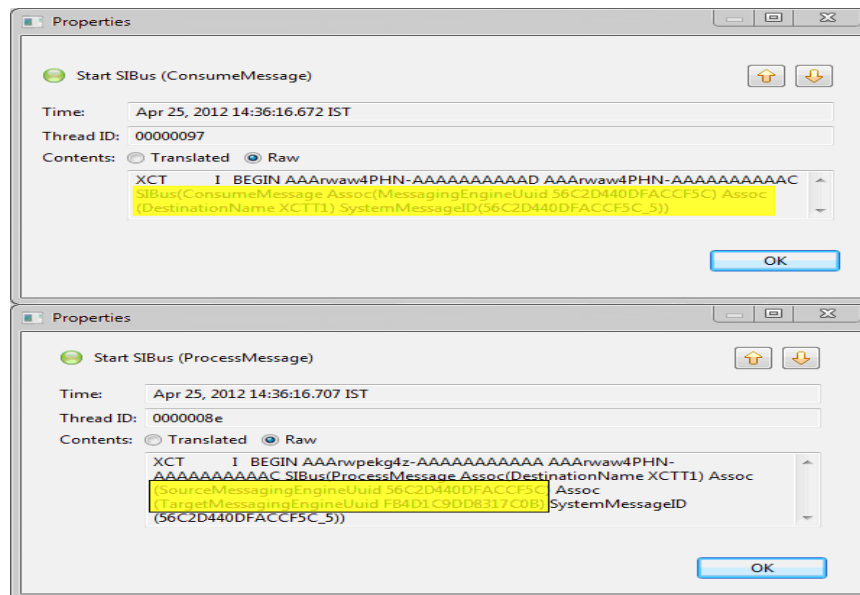 Properties
Start SIBus (ConsumeMessage)
Time: Apr 25, 2012 14:36:16.672 IST
Thread ID: 00000097
Contents: Translated Raw
XCT I BEGIN AAArwaw4PHN-AAAAAAAAAAD AAArwaw4PHN-AAAAAAAAAAC
SIBus(ConsumeMessage Assoc(MessagingEngineUuid 56C2D440DFACCF5C) Assoc
(DestinationName XCTT1) SystemMessageID(56C2D440DFACCF5C_5))
OK
Properties
Start SIBus (ProcessMessage)
Time: Apr 25, 2012 14:36:16.707 IST
Thread ID: 0000008e
Contents: Translated Raw
XCT I BEGIN AAArwpekg4z-AAAAAAAAAAA AAArwaw4PHN-
AAAAAAAAAAC SIBus(ProcessMessage Assoc(DestinationName XCTT1) Assoc
(SourceMessagingEngineUuid 56C2D440DFACCF5C) Assoc
(TargetMessagingEngineUuid FB4D1C9DD8317C0B) SystemMessageID
(56C2D440DFACCF5C_5))
OK